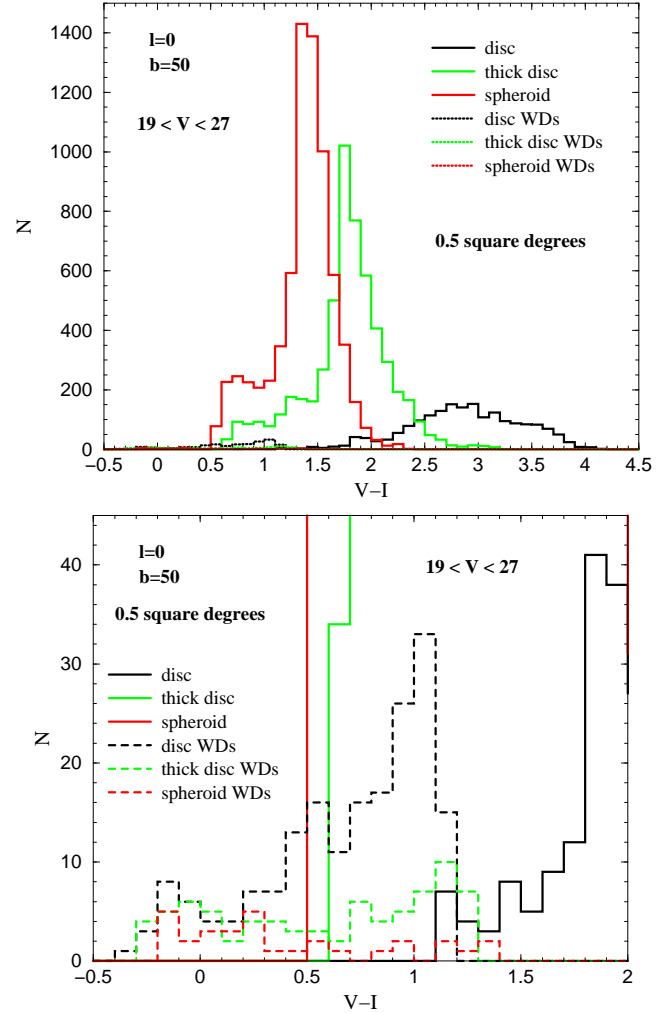 1400
1200
1000
800
600
400
200
0
N
l=0
b=50
19 < V < 27
disc
thick disc
spheroid
disc WDs
thick disc WDs
spheroid WDs
0.5 square degrees
−0.5 0 0.5 1 1.5 2 2.5 3 3.5 4 4.5
V−I
40
30
20
10
0
N
l=0
b=50
19 < V < 27
0.5 square degrees
disc
thick disc
spheroid
disc WDs
thick disc WDs
spheroid WDs
−0.5 0 0.5 1 1.5 2
V−I